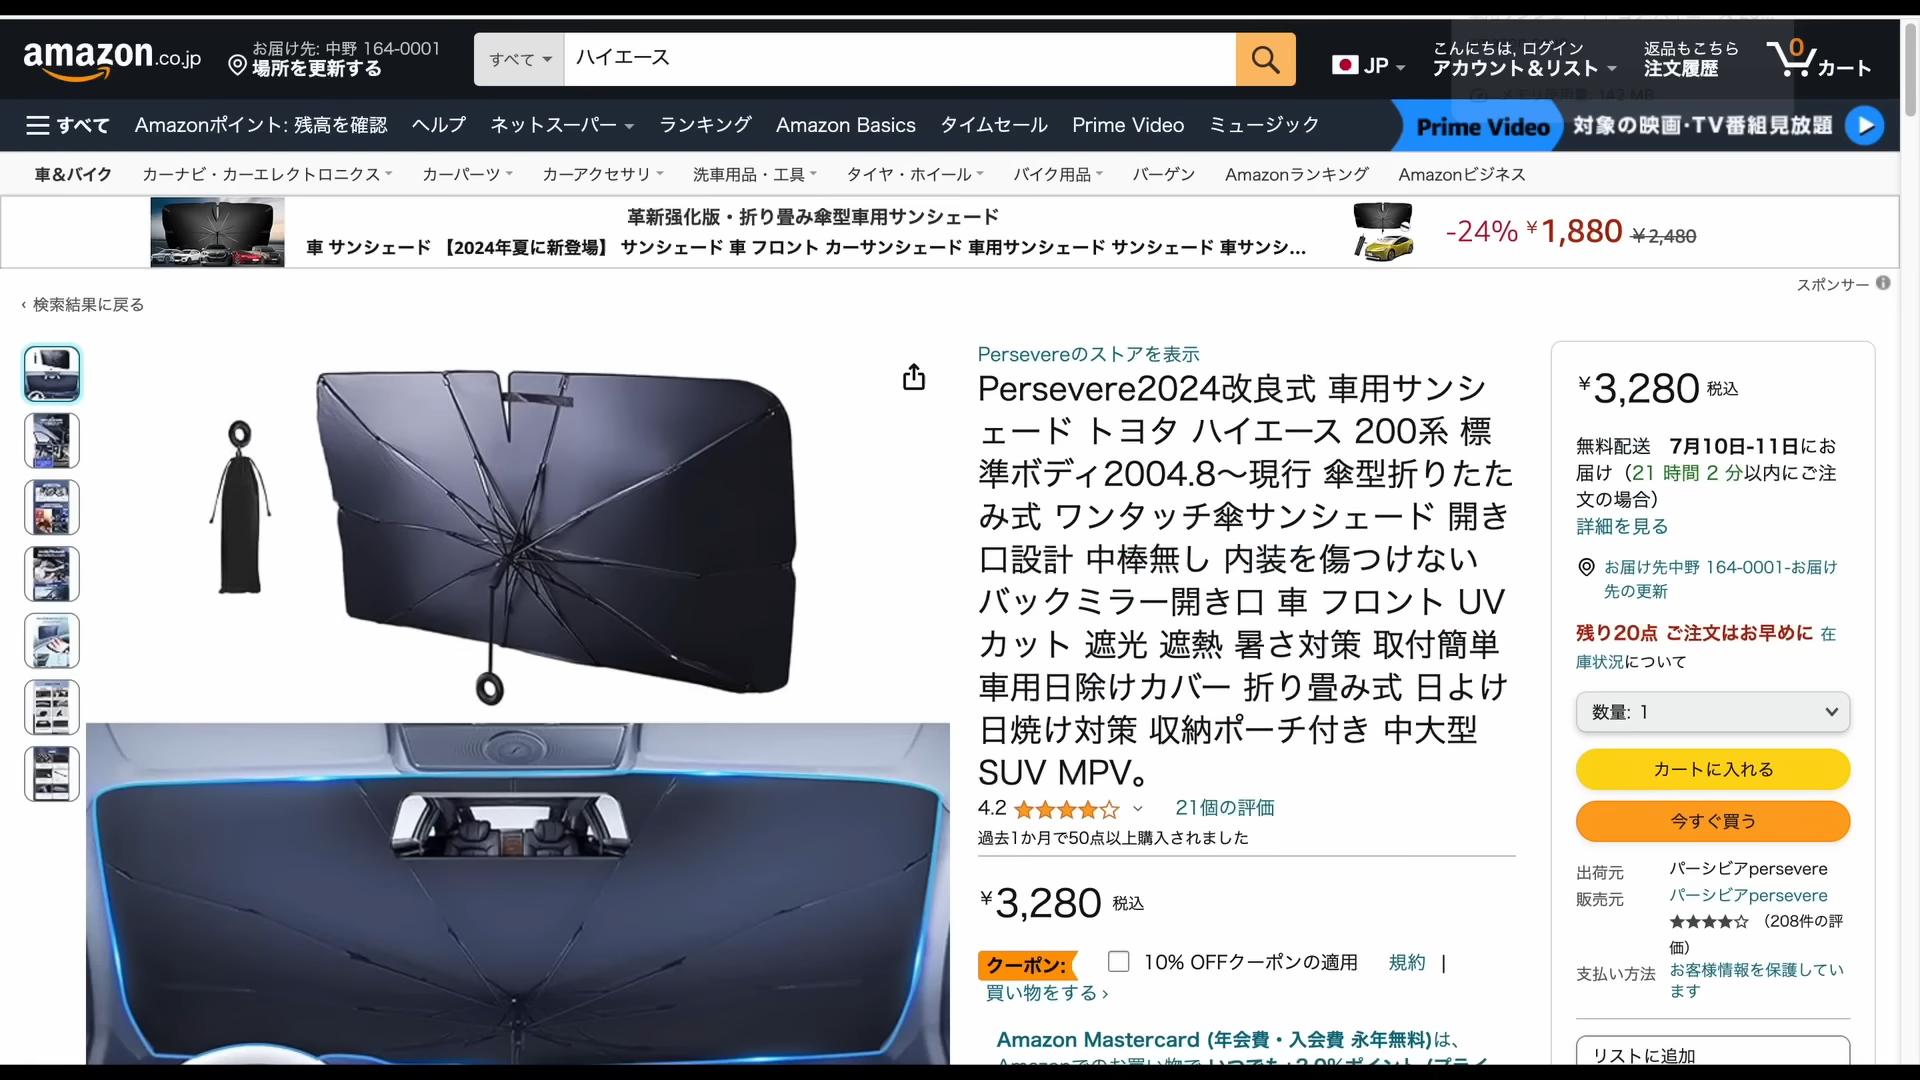 amazon.co.jp
お届け先: 中野 164-0001
場所を更新する
すべて
ハイエース
JP
こんにちは, ログイン
アカウント＆リスト
返品もこちら
注文履歴
0
カート
メモリ使用量: 142 MB
すべて
Amazonポイント: 残高を確認
ヘルプ
ネットスーパー
ランキング
Amazon Basics
タイムセール
Prime Video
ミュージック
Prime Video 対象の映画･TV番組見放題
車＆バイク
カーナビ・カーエレクトロニクス
カーパーツ
カーアクセサリ
洗車用品・工具
タイヤ・ホイール
バイク用品
バーゲン
Amazonランキング
Amazonビジネス
革新强化版・折り畳み傘型車用サンシェード
車 サンシェード 【2024年夏に新登場】 サンシェード 車 フロント カーサンシェード 車用サンシェード サンシェード 車サンシ...
-24% ¥1,880 ¥2,480
スポンサー
‹ 検索結果に戻る
Persevereのストアを表示
Persevere2024改良式 車用サンシ
ェード トヨタ ハイエース 200系 標
準ボディ2004.8～現行 傘型折りたた
み式 ワンタッチ傘サンシェード 開き
口設計 中棒無し 内装を傷つけない
バックミラー開き口 車 フロント UV
カット 遮光 遮熱 暑さ対策 取付簡単
車用日除けカバー 折り畳み式 日よけ
日焼け対策 収納ポーチ付き 中大型
SUV MPV。
4.2
21個の評価
過去1か月で50点以上購入されました
¥3,280 税込
クーポン:
10% OFFクーポンの適用 規約 |
買い物をする ›
Amazon Mastercard (年会費・入会費 永年無料)は、
¥3,280 税込
無料配送 7月10日-11日にお
届け（21 時間 2 分以内にご注
文の場合）
詳細を見る
お届け先中野 164-0001-お届け
先の更新
残り20点 ご注文はお早めに 在
庫状況について
数量: 1
カートに入れる
今すぐ買う
出荷元 パーシビアpersevere
販売元 パーシビアpersevere
（208件の評
価）
支払い方法 お客様情報を保護してい
ます
リストに追加